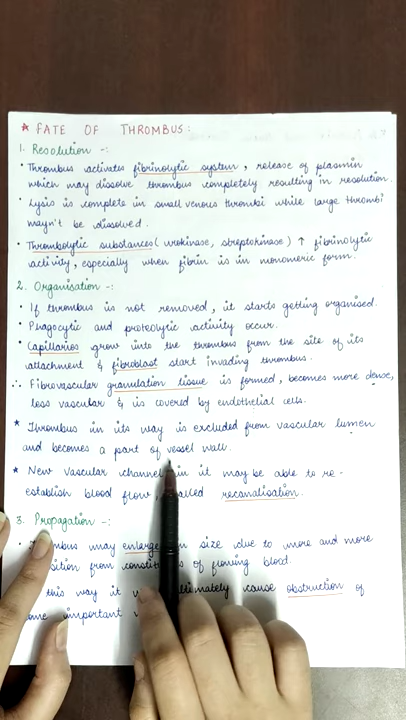 * FATE OF THROMBUS:
1. Resolution -:
• Thrombus activates fibrinolytic system, release of plasmin
which may dissolve thrombus completely resulting in resolution.
• Lysis is complete in small venous thrombi while large thrombi
mayn't be dissolved.
• Thrombolytic substances (urokinase, streptokinase) ↑ fibrinolytic
activity, especially when fibrin is in monomeric form.
2. Organisation -:
• If thrombus is not removed, it starts getting organised.
• Phagocytic and proteolytic activity occur.
• Capillaries grow into the thrombus from the site of its
attachment & fibroblast start invading thrombus.
∴ Fibrovascular granulation tissue is formed, becomes more dense,
less vascular & is covered by endothelial cells.
* Thrombus in its way is excluded from vascular lumen
and becomes a part of vessel wall.
* New vascular channel in it may be able to re-
establish blood flow called recanalisation.
3. Propagation -:
may enlarge in size due to more and more
from of flowing blood.
this way it ultimately cause obstruction of
important